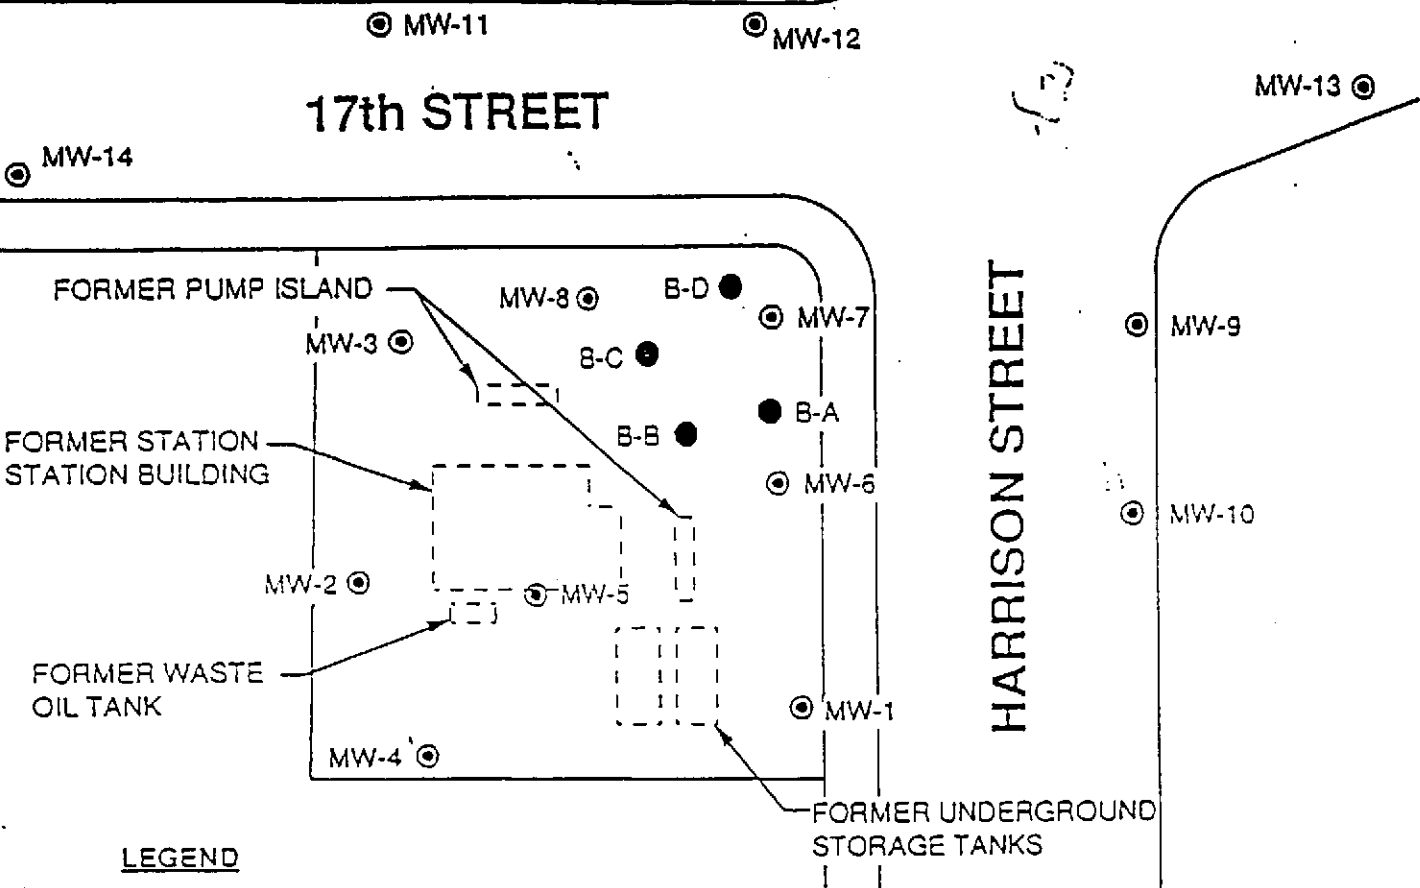 MW-11
MW-12
MW-13
17th STREET
MW-14
FORMER PUMP ISLAND
MW-8
B-D
MW-7
MW-9
MW-3
B-C
B-A
B-B
FORMER STATION
STATION BUILDING
MW-6
MW-10
HARRISON STREET
MW-2
MW-5
FORMER WASTE
OIL TANK
MW-1
MW-4
FORMER UNDERGROUND
STORAGE TANKS
LEGEND